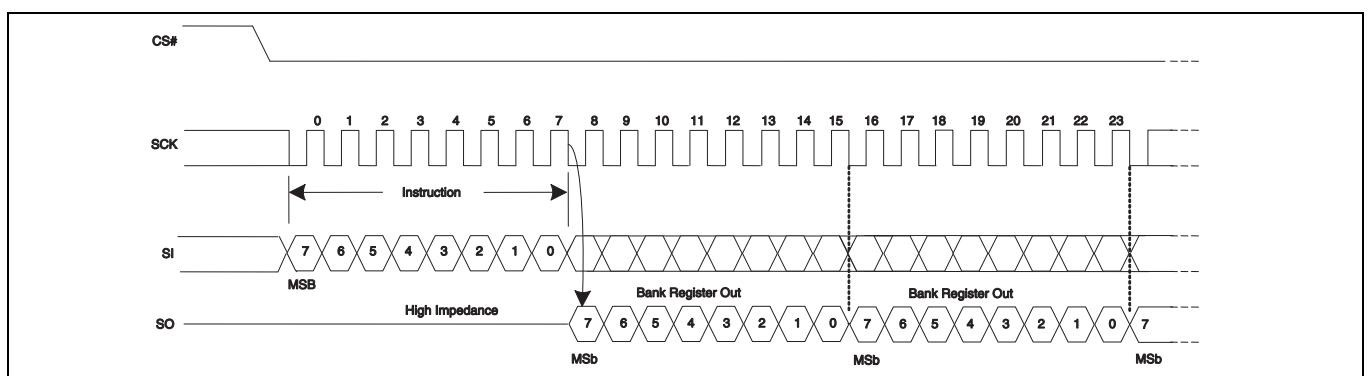 CS#
0 1 2 3 4 5 6 7 8 9 10 11 12 13 14 15 16 17 18 19 20 21 22 23
SCK
Instruction
SI 7 6 5 4 3 2 1 0
MSB
Bank Register Out Bank Register Out
High Impedance
SO 7 6 5 4 3 2 1 0 7 6 5 4 3 2 1 0 7
MSb MSb MSb